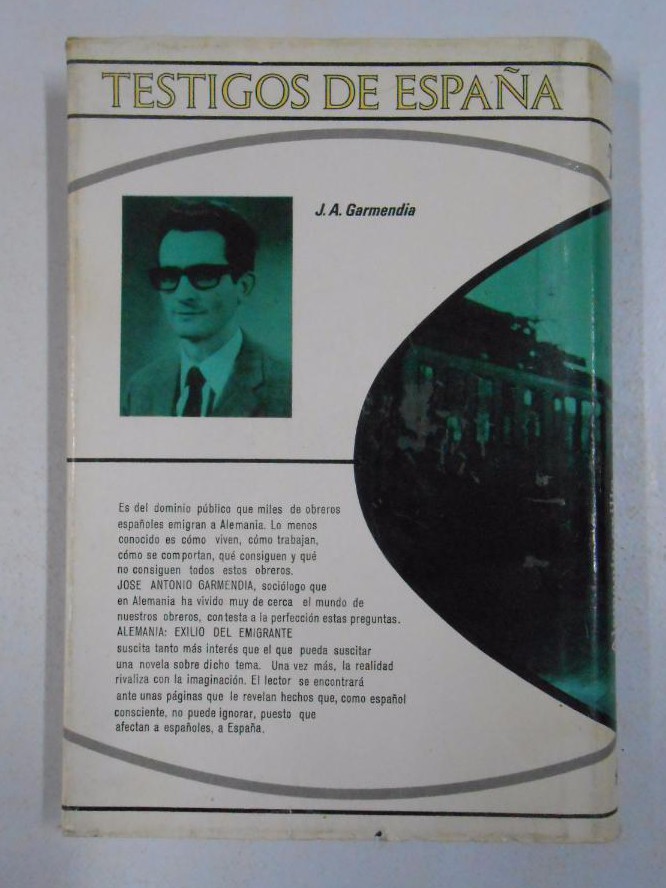 TESTIGOS DE ESPAÑA
J. A. Garmendia
Es del dominio público que miles de obreros
españoles emigran a Alemania. Lo menos
conocido es cómo viven, cómo trabajan,
cómo se comportan, qué consiguen y qué
no consiguen todos estos obreros.
JOSE ANTONIO GARMENDIA, sociólogo que
en Alemania ha vivido muy de cerca el mundo de
nuestros obreros, contesta a la perfección estas preguntas.
ALEMANIA: EXILIO DEL EMIGRANTE
suscita tanto más interés que el que pueda suscitar
una novela sobre dicho tema. Una vez más, la realidad
rivaliza con la imaginación. El lector se encontrará
ante unas páginas que le revelan hechos que, como español
consciente, no puede ignorar, puesto que
afectan a españoles, a España.